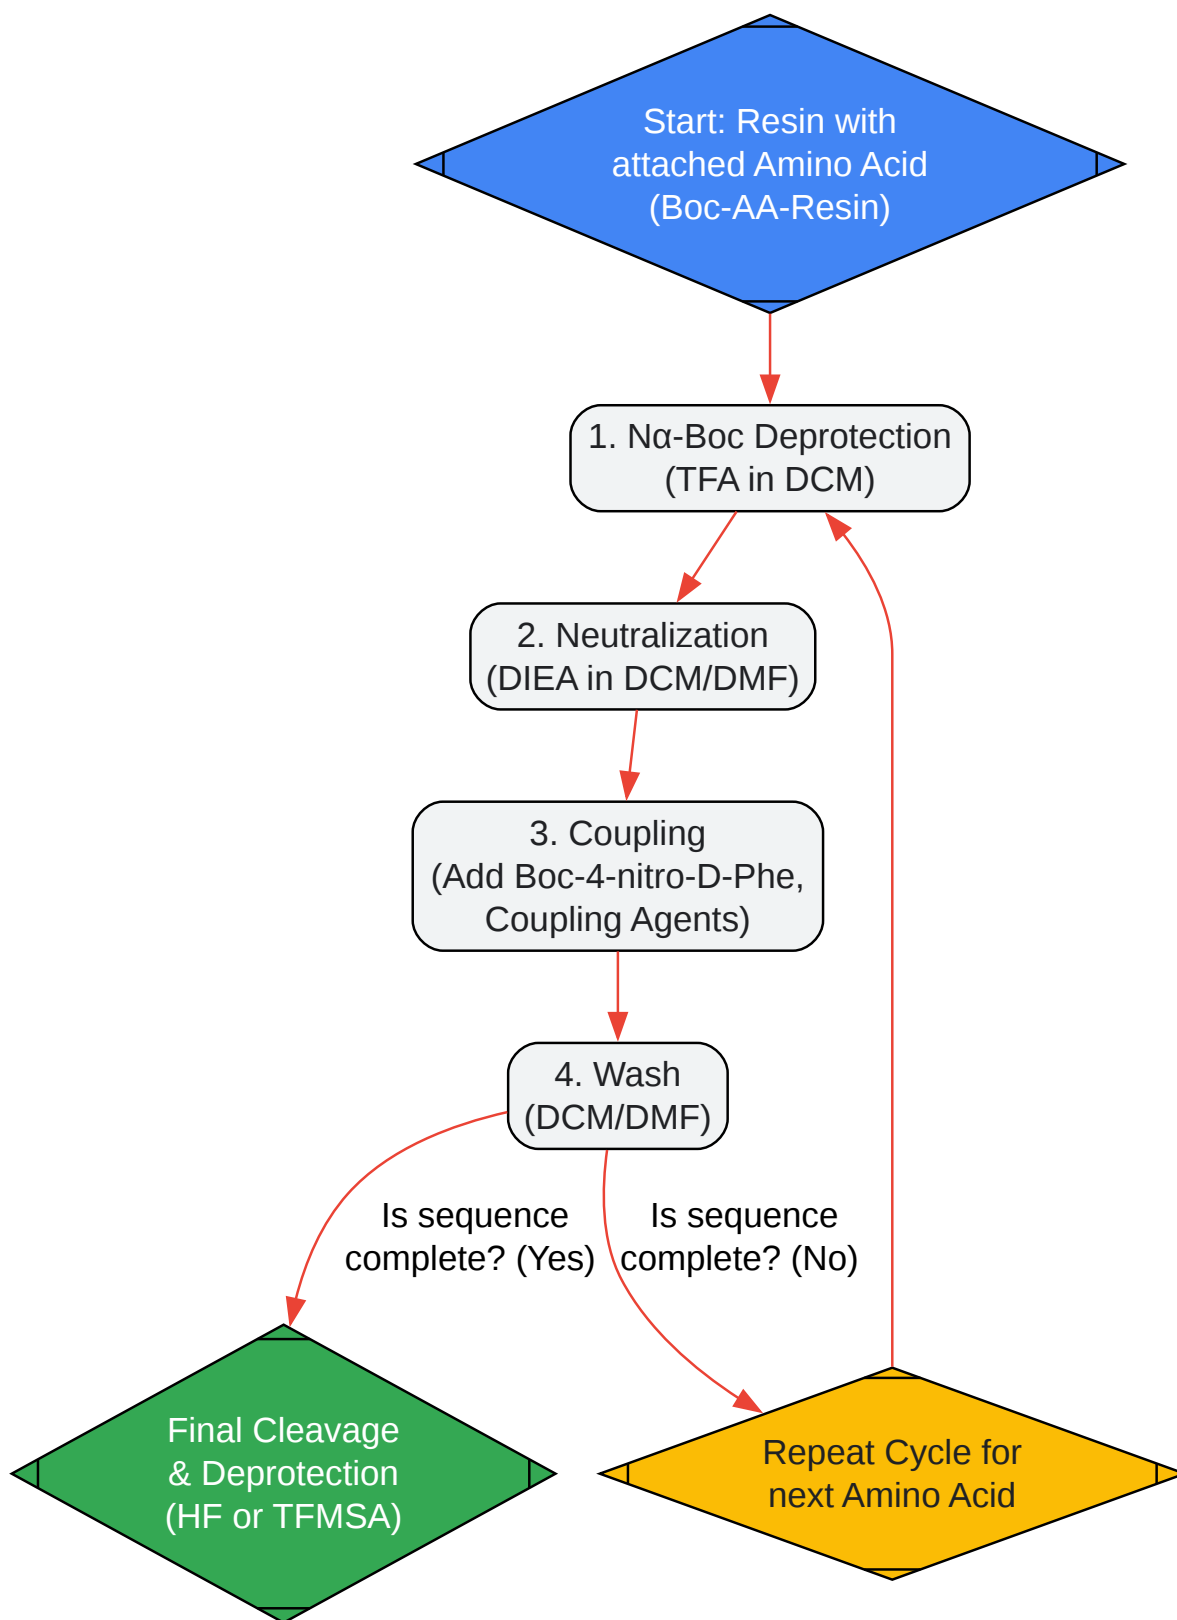 Start: Resin with
attached Amino Acid
(Boc-AA-Resin)
1. Nα-Boc Deprotection
(TFA in DCM)
2. Neutralization
(DIEA in DCM/DMF)
3. Coupling
(Add Boc-4-nitro-D-Phe,
Coupling Agents)
4. Wash
(DCM/DMF)
Is sequence
complete? (Yes)
Is sequence
complete? (No)
Final Cleavage
& Deprotection
(HF or TFMSA)
Repeat Cycle for
next Amino Acid